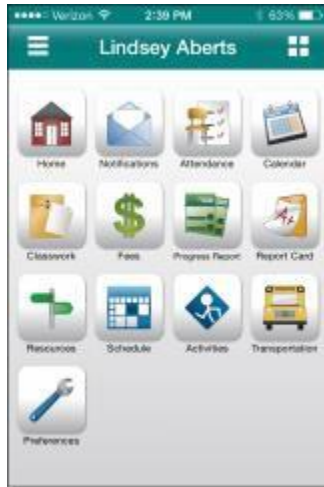 Verizon 2:39 PM 63%
Lindsey Aberts
Home Notifications Attendance Calendar
Classwork Fees Progress Report Report Card
Resources Schedule Activities Transportation
Preferences